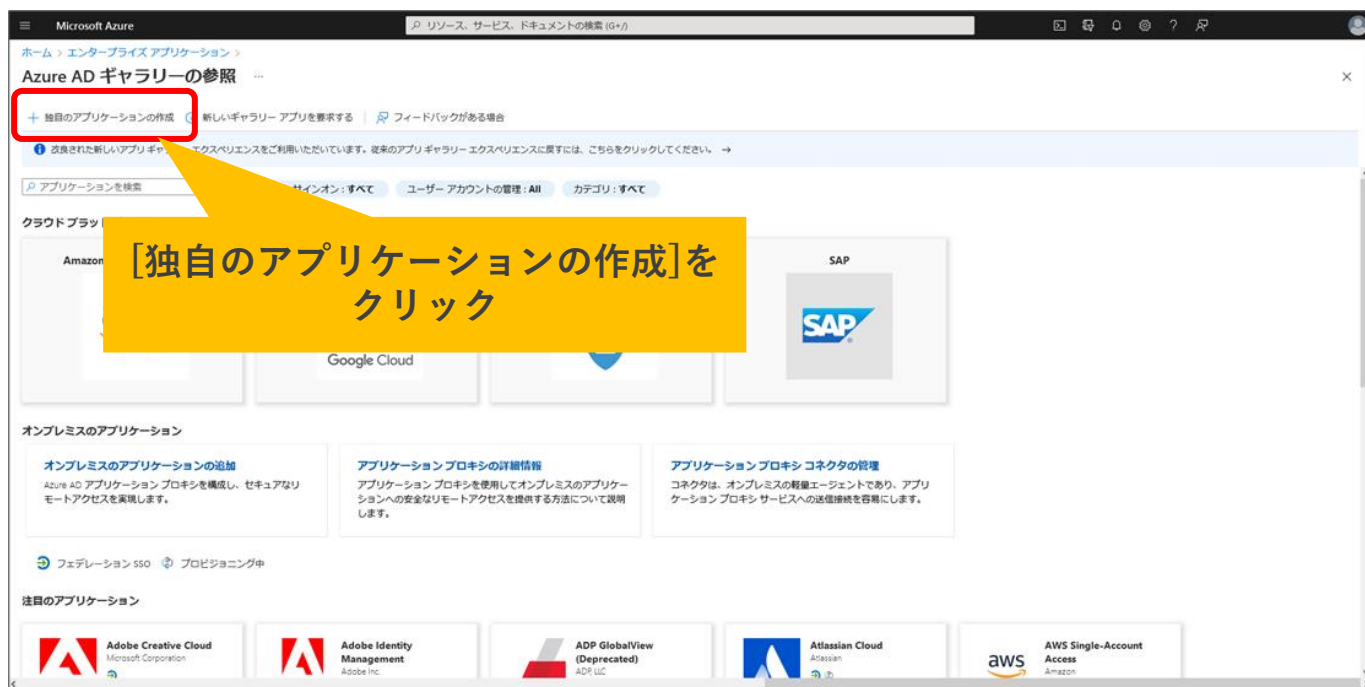 Microsoft Azure
リソース、サービス、ドキュメントの検索 (G+/)
ホーム > エンタープライズ アプリケーション >
Azure AD ギャラリーの参照 …
+ 独自のアプリケーションの作成 新しいギャラリー アプリを要求する フィードバックがある場合
改良された新しいアプリ ギャ エクスペリエンスをご利用いただいています。従来のアプリ ギャラリー エクスペリエンスに戻すには、こちらをクリックしてください。 →
アプリケーションを検索 サインオン : すべて ユーザー アカウントの管理 : All カテゴリ : すべて
クラウド プラッ
[独自のアプリケーションの作成]を
クリック
Amazon
SAP
SAP
Google Cloud
オンプレミスのアプリケーション
オンプレミスのアプリケーションの追加
Azure AD アプリケーション プロキシを構成し、セキュアなリ
モートアクセスを実現します。
アプリケーション プロキシの詳細情報
アプリケーション プロキシを使用してオンプレミスのアプリケー
ションへの安全なリモートアクセスを提供する方法について説明
します。
アプリケーション プロキシ コネクタの管理
コネクタは、オンプレミスの軽量エージェントであり、アプリ
ケーション プロキシ サービスへの送信接続を容易にします。
フェデレーション SSO プロビジョニング中
注目のアプリケーション
Adobe Creative Cloud
Microsoft Corporation
Adobe Identity
Management
Adobe Inc.
ADP GlobalView
(Deprecated)
ADP, LLC
Atlassian Cloud
Atlassian
aws
AWS Single-Account
Access
Amazon